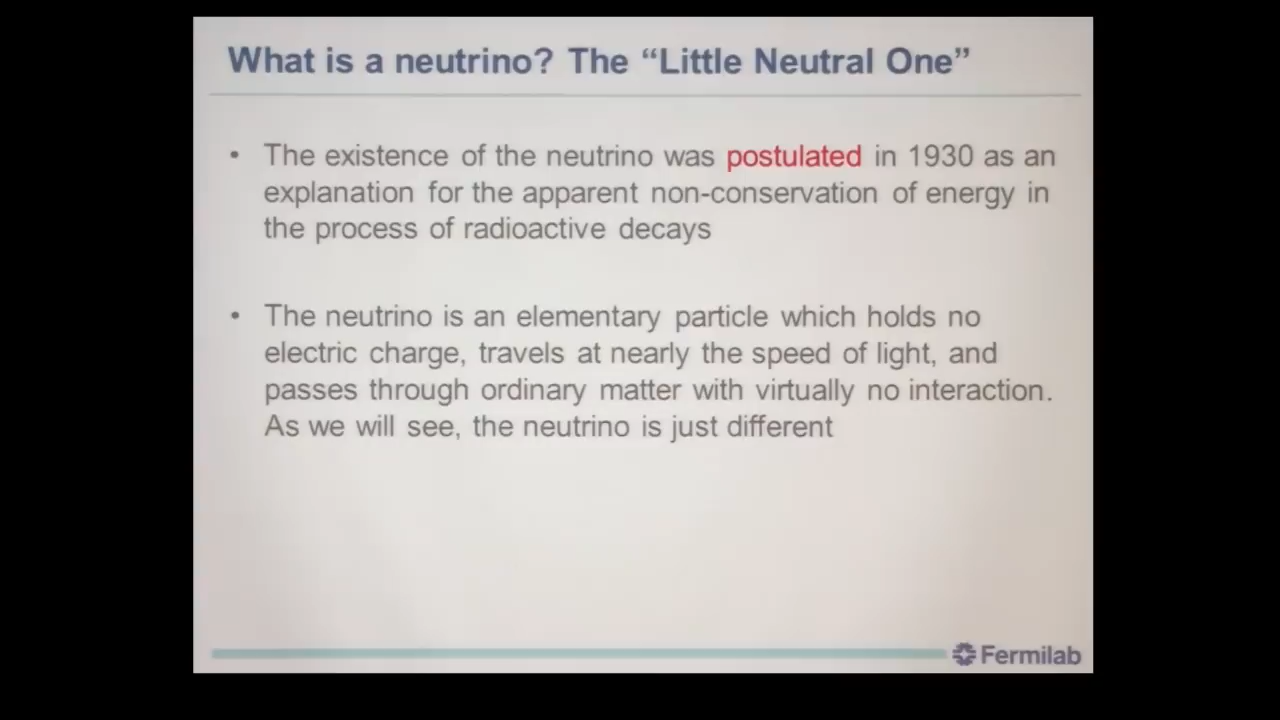 What is a neutrino? The “Little Neutral One”
• The existence of the neutrino was postulated in 1930 as an
explanation for the apparent non-conservation of energy in
the process of radioactive decays
• The neutrino is an elementary particle which holds no
electric charge, travels at nearly the speed of light, and
passes through ordinary matter with virtually no interaction.
As we will see, the neutrino is just different
Fermilab